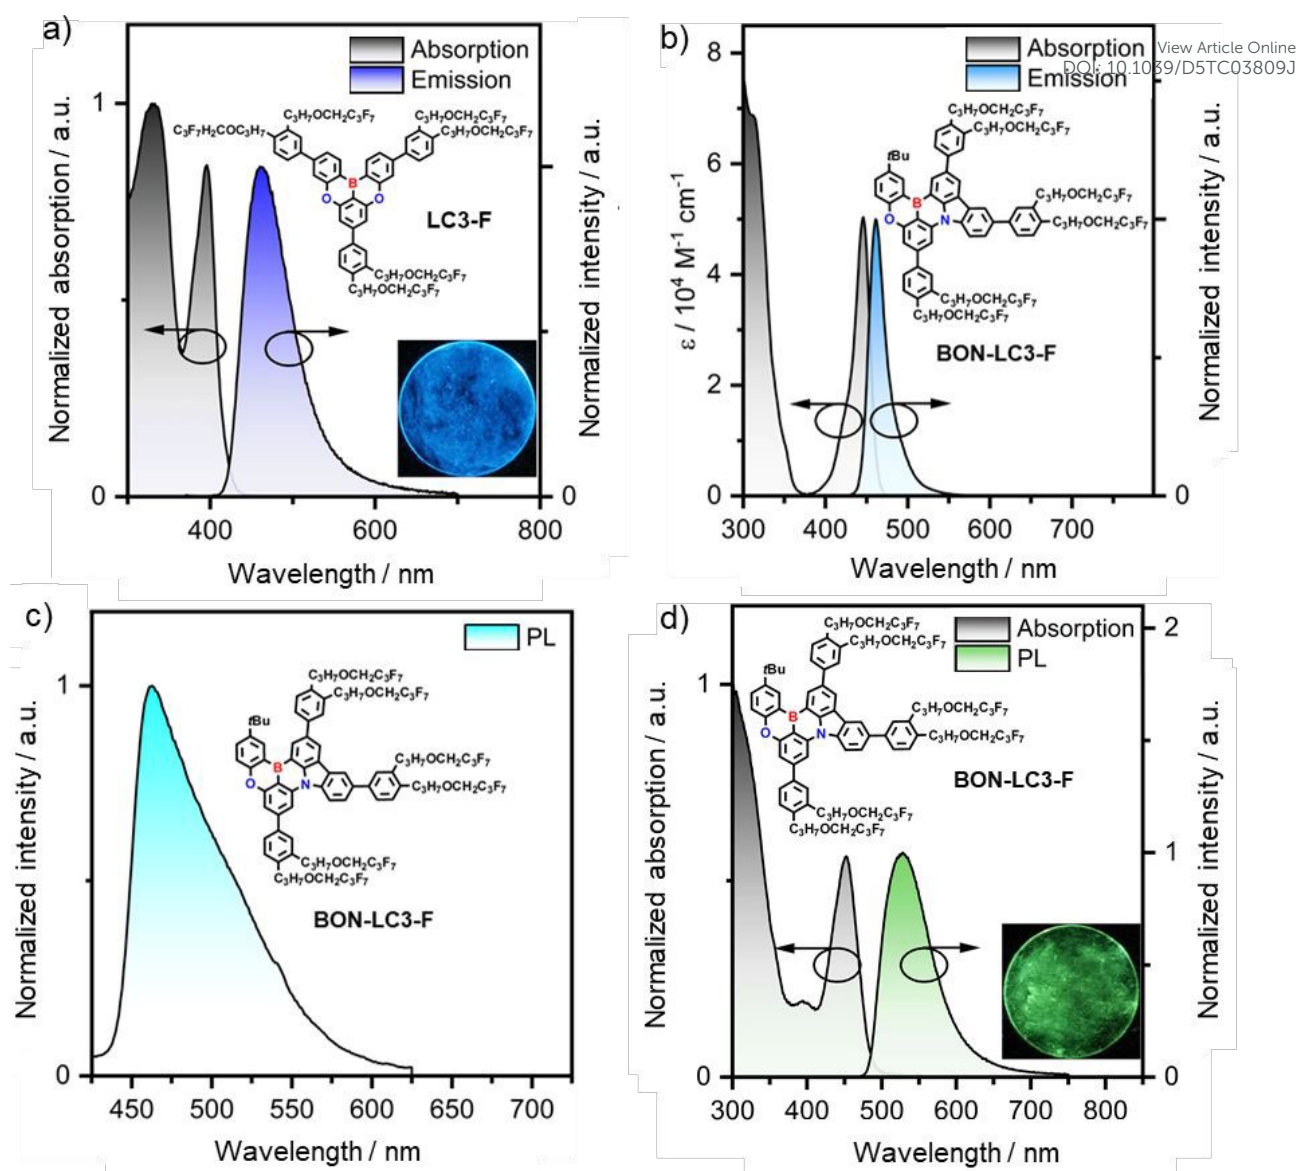 a)
Absorption
Emission
C₃H₇OCH₂C₃F₇
C₃F₇H₂COC₃H₇
C₃H₇OCH₂C₃F₇
C₃H₇OCH₂C₃F₇
B
O
O
LC3-F
C₃H₇OCH₂C₃F₇
C₃H₇OCH₂C₃F₇
Normalized absorption / a.u.
Normalized intensity / a.u.
1
0
0
400
600
800
Wavelength / nm
b)
View Article Online
DOI: 10.1039/D5TC03809J
Absorption
Emission
C₃H₇OCH₂C₃F₇
C₃H₇OCH₂C₃F₇
tBu
B
O
N
C₃H₇OCH₂C₃F₇
C₃H₇OCH₂C₃F₇
C₃H₇OCH₂C₃F₇
C₃H₇OCH₂C₃F₇
BON-LC3-F
ε / 10⁴ M⁻¹ cm⁻¹
Normalized intensity / a.u.
8
6
4
2
0
0
300
400
500
600
700
Wavelength / nm
c)
PL
C₃H₇OCH₂C₃F₇
C₃H₇OCH₂C₃F₇
tBu
B
O
N
C₃H₇OCH₂C₃F₇
C₃H₇OCH₂C₃F₇
C₃H₇OCH₂C₃F₇
C₃H₇OCH₂C₃F₇
BON-LC3-F
Normalized intensity / a.u.
1
0
450
500
550
600
650
700
Wavelength / nm
d)
Absorption
PL
C₃H₇OCH₂C₃F₇
C₃H₇OCH₂C₃F₇
tBu
B
O
N
C₃H₇OCH₂C₃F₇
C₃H₇OCH₂C₃F₇
BON-LC3-F
C₃H₇OCH₂C₃F₇
C₃H₇OCH₂C₃F₇
Normalized absorption / a.u.
Normalized intensity / a.u.
1
0
2
1
0
300
400
500
600
700
800
Wavelength / nm